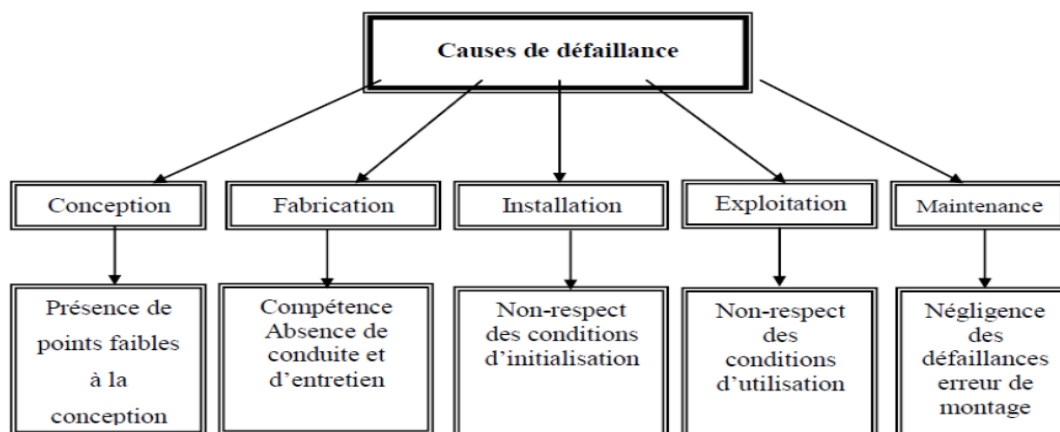 Causes de défaillance
Conception
Fabrication
Installation
Exploitation
Maintenance
Présence de
points faibles
à la
conception
Compétence
Absence de
conduite et
d'entretien
Non-respect
des conditions
d'initialisation
Non-respect
des
conditions
d'utilisation
Négligence
des
défaillances
erreur de
montage